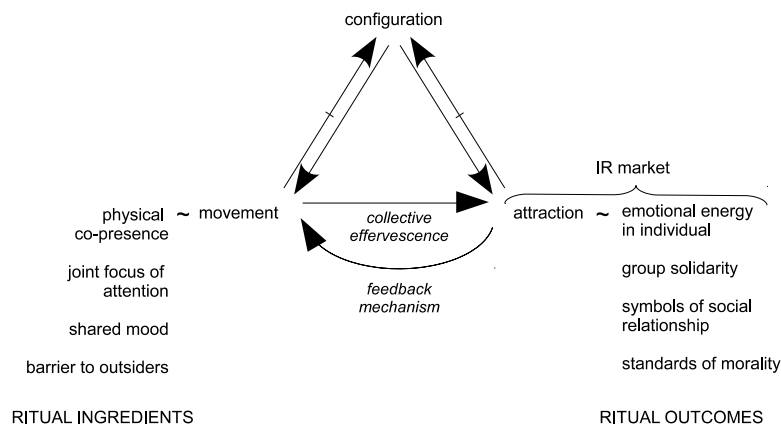 configuration
IR market
physical ~ movement
co-presence
collective
effervescence
attraction ~ emotional energy
in individual
joint focus of
attention
feedback
mechanism
group solidarity
shared mood
symbols of social
relationship
barrier to outsiders
standards of morality
RITUAL INGREDIENTS
RITUAL OUTCOMES